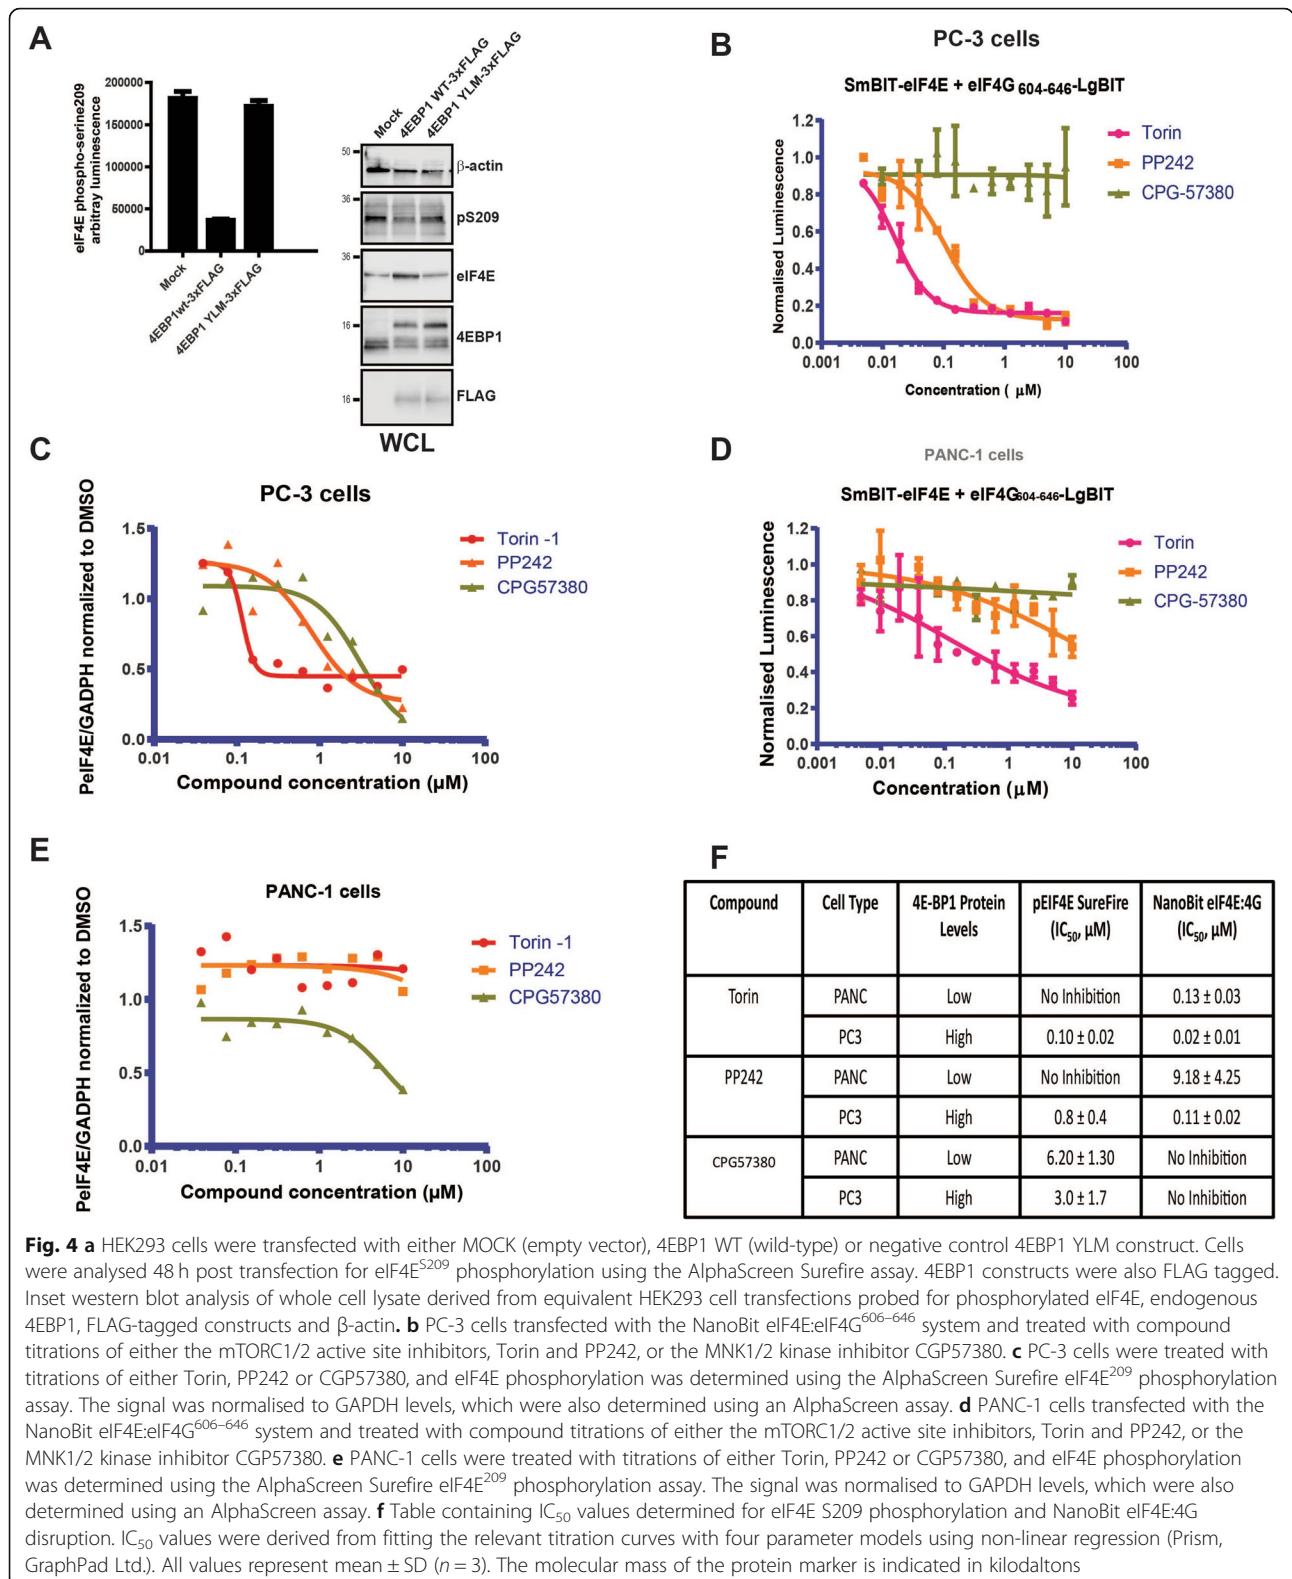 A
eIF4E phospho-serine209
arbitray luminescence
200000
150000
100000
50000
0
Mock
4EBP1wt-3xFLAG
4EBP1 YLM-3xFLAG
Mock
4EBP1 WT-3xFLAG
4EBP1 YLM-3xFLAG
50
β-actin
36
pS209
36
eIF4E
16
4EBP1
16
FLAG
WCL
B
PC-3 cells
SmBIT-eIF4E + eIF4G 604-646-LgBIT
Normalised Luminescence
1.2
1.0
0.8
0.6
0.4
0.2
0.0
0.001
0.01
0.1
1
10
100
Concentration ( μM)
Torin
PP242
CPG-57380
C
PC-3 cells
PeIF4E/GADPH normalized to DMSO
1.5
1.0
0.5
0.0
0.01
0.1
1
10
100
Compound concentration (μM)
Torin -1
PP242
CPG57380
D
PANC-1 cells
SmBIT-eIF4E + eIF4G604-646-LgBIT
Normalised Luminescence
1.2
1.0
0.8
0.6
0.4
0.2
0.0
0.001
0.01
0.1
1
10
100
Concentration (μM)
Torin
PP242
CPG-57380
E
PANC-1 cells
PeIF4E/GADPH normalized to DMSO
1.5
1.0
0.5
0.0
0.01
0.1
1
10
100
Compound concentration (μM)
Torin -1
PP242
CPG57380
F
Compound Cell Type 4E-BP1 Protein Levels pEIF4E SureFire (IC50, μM) NanoBit eIF4E:4G (IC50, μM)
Torin PANC Low No Inhibition 0.13 ± 0.03
PC3 High 0.10 ± 0.02 0.02 ± 0.01
PP242 PANC Low No Inhibition 9.18 ± 4.25
PC3 High 0.8 ± 0.4 0.11 ± 0.02
CPG57380 PANC Low 6.20 ± 1.30 No Inhibition
PC3 High 3.0 ± 1.7 No Inhibition
Fig. 4 a HEK293 cells were transfected with either MOCK (empty vector), 4EBP1 WT (wild-type) or negative control 4EBP1 YLM construct. Cells
were analysed 48 h post transfection for eIF4E^S209 phosphorylation using the AlphaScreen Surefire assay. 4EBP1 constructs were also FLAG tagged.
Inset western blot analysis of whole cell lysate derived from equivalent HEK293 cell transfections probed for phosphorylated eIF4E, endogenous
4EBP1, FLAG-tagged constructs and β-actin. b PC-3 cells transfected with the NanoBit eIF4E:eIF4G^606–646 system and treated with compound
titrations of either the mTORC1/2 active site inhibitors, Torin and PP242, or the MNK1/2 kinase inhibitor CGP57380. c PC-3 cells were treated with
titrations of either Torin, PP242 or CGP57380, and eIF4E phosphorylation was determined using the AlphaScreen Surefire eIF4E^209 phosphorylation
assay. The signal was normalised to GAPDH levels, which were also determined using an AlphaScreen assay. d PANC-1 cells transfected with the
NanoBit eIF4E:eIF4G^606–646 system and treated with compound titrations of either the mTORC1/2 active site inhibitors, Torin and PP242, or the
MNK1/2 kinase inhibitor CGP57380. e PANC-1 cells were treated with titrations of either Torin, PP242 or CGP57380, and eIF4E phosphorylation
was determined using the AlphaScreen Surefire eIF4E^209 phosphorylation assay. The signal was normalised to GAPDH levels, which were also
determined using an AlphaScreen assay. f Table containing IC50 values determined for eIF4E S209 phosphorylation and NanoBit eIF4E:4G
disruption. IC50 values were derived from fitting the relevant titration curves with four parameter models using non-linear regression (Prism,
GraphPad Ltd.). All values represent mean ± SD (n = 3). The molecular mass of the protein marker is indicated in kilodaltons